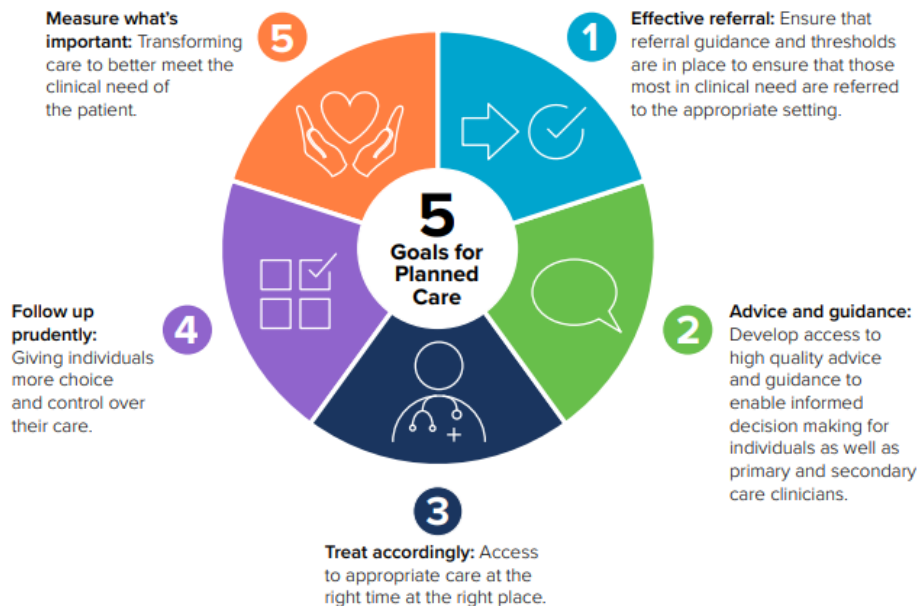 5
Goals for
Planned
Care
1
Effective referral: Ensure that
referral guidance and thresholds
are in place to ensure that those
most in clinical need are referred
to the appropriate setting.
2
Advice and guidance:
Develop access to
high quality advice
and guidance to
enable informed
decision making for
individuals as well as
primary and secondary
care clinicians.
3
Treat accordingly: Access
to appropriate care at the
right time at the right place.
4
Follow up
prudently:
Giving individuals
more choice
and control over
their care.
5
Measure what's
important: Transforming
care to better meet the
clinical need of
the patient.